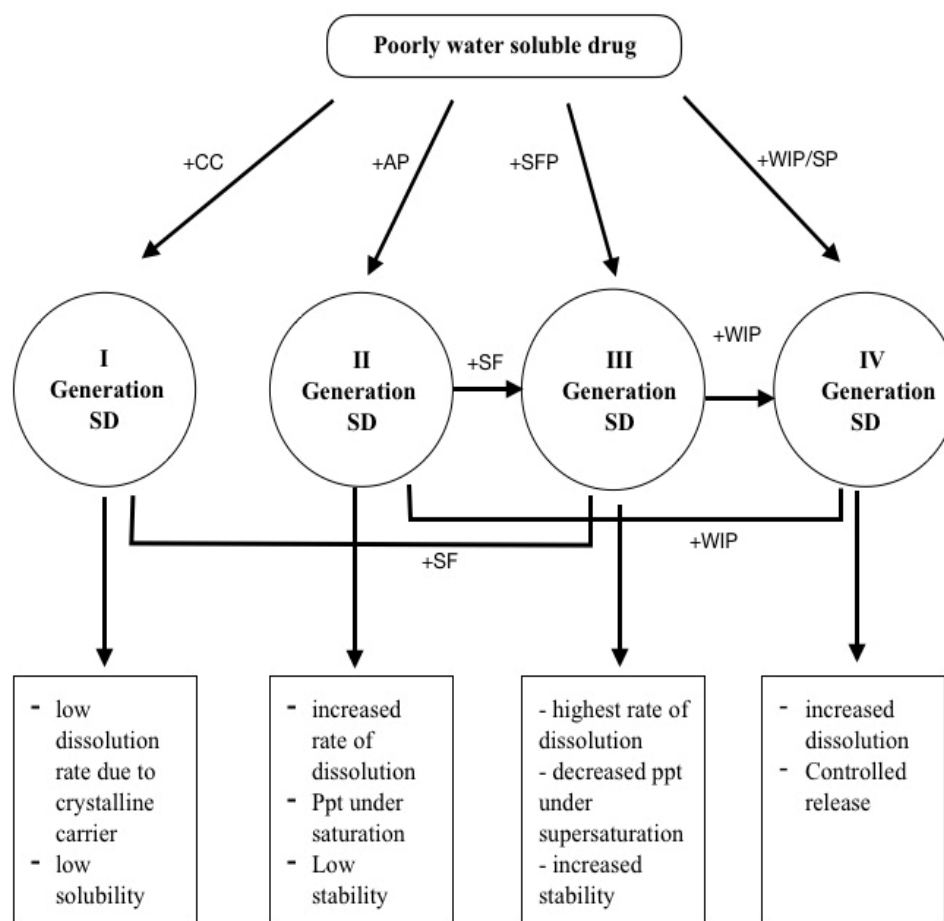 Poorly water soluble drug
+CC
+AP
+SFP
+WIP/SP
I
Generation
SD
II
Generation
SD
+SF
III
Generation
SD
+WIP
IV
Generation
SD
+SF
+WIP
- low
dissolution
rate due to
crystalline
carrier
- low
solubility
- increased
rate of
dissolution
- Ppt under
saturation
- Low
stability
- highest rate of
dissolution
- decreased ppt
under
supersaturation
- increased
stability
- increased
dissolution
- Controlled
release